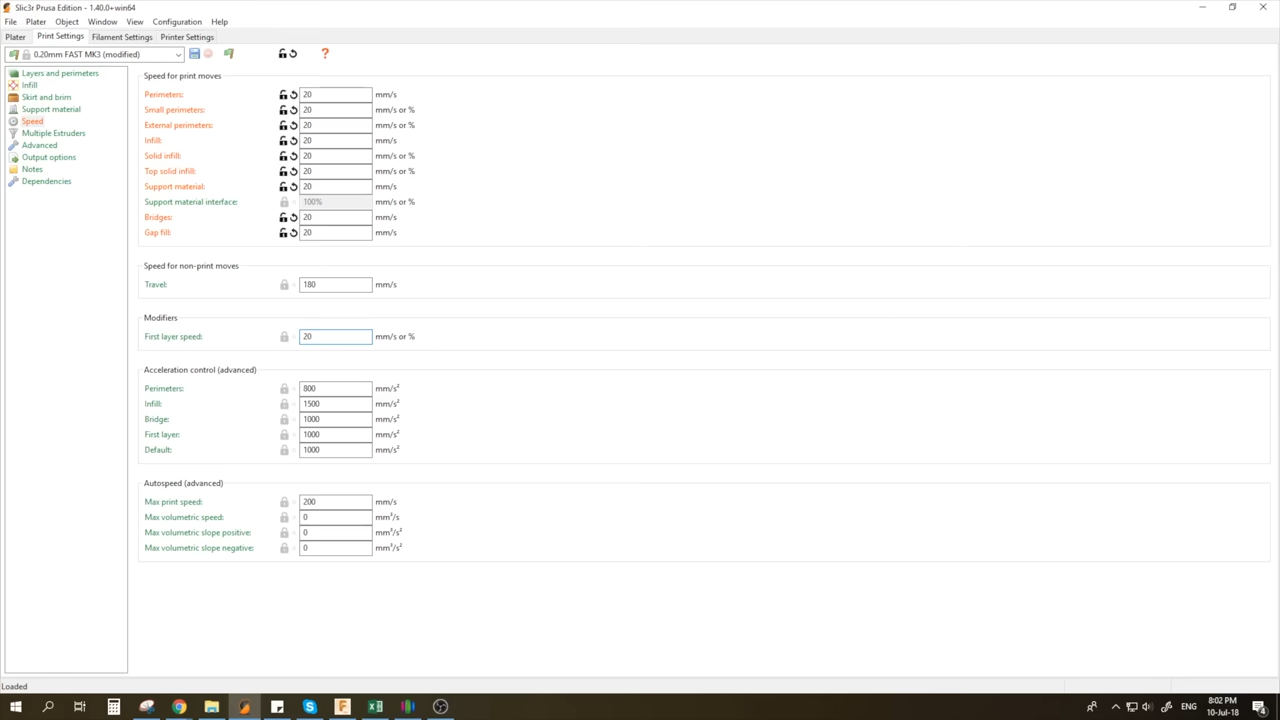 Slic3r Prusa Edition - 1.40.0+win64
File Plater Object Window View Configuration Help
Plater Print Settings Filament Settings Printer Settings
0.20mm FAST MK3 (modified) ?
Layers and perimeters
Infill
Skirt and brim
Support material
Speed
Multiple Extruders
Advanced
Output options
Notes
Dependencies
Speed for print moves
Perimeters: 20 mm/s
Small perimeters: 20 mm/s or %
External perimeters: 20 mm/s or %
Infill: 20 mm/s
Solid infill: 20 mm/s or %
Top solid infill: 20 mm/s or %
Support material: 20 mm/s
Support material interface: 100% mm/s or %
Bridges: 20 mm/s
Gap fill: 20 mm/s
Speed for non-print moves
Travel: 180 mm/s
Modifiers
First layer speed: 20 mm/s or %
Acceleration control (advanced)
Perimeters: 800 mm/s²
Infill: 1500 mm/s²
Bridge: 1000 mm/s²
First layer: 1000 mm/s²
Default: 1000 mm/s²
Autospeed (advanced)
Max print speed: 200 mm/s
Max volumetric speed: 0 mm³/s
Max volumetric slope positive: 0 mm³/s²
Max volumetric slope negative: 0 mm³/s²
Loaded
ENG 8:02 PM
10-Jul-18 4